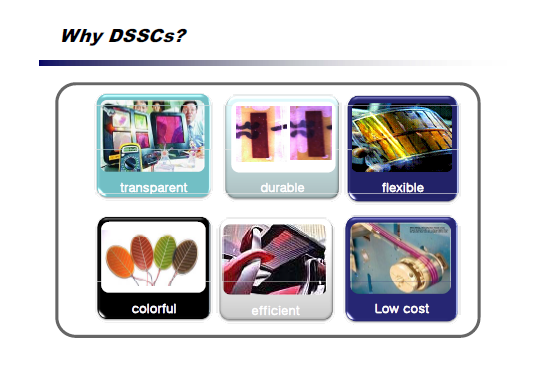 Why DSSCs?
transparent
durable
flexible
colorful
efficient
Low cost